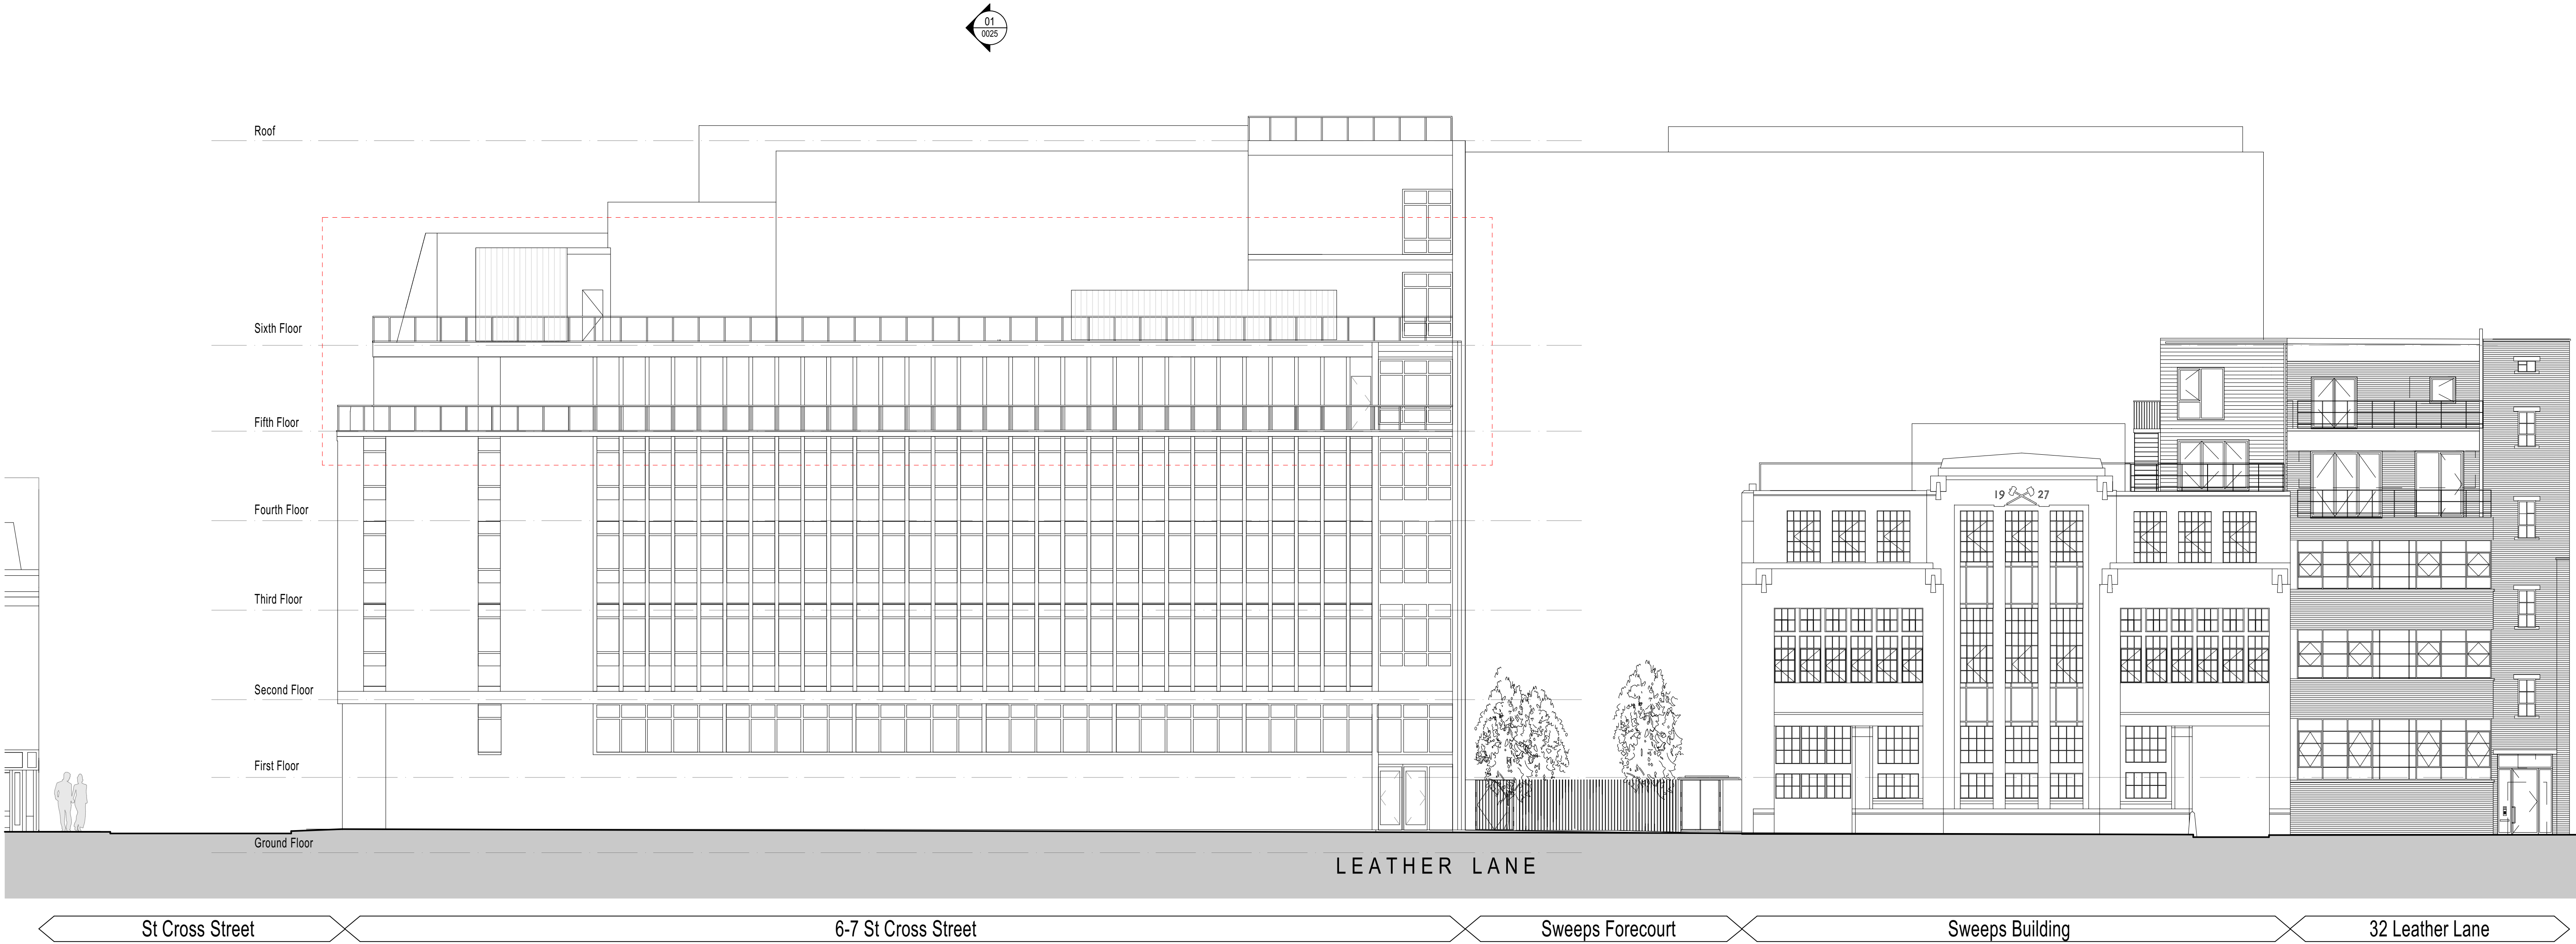 01
0025
Roof
Sixth Floor
Fifth Floor
Fourth Floor
Third Floor
Second Floor
First Floor
Ground Floor
19 27
LEATHER LANE
St Cross Street
6-7 St Cross Street
Sweeps Forecourt
Sweeps Building
32 Leather Lane